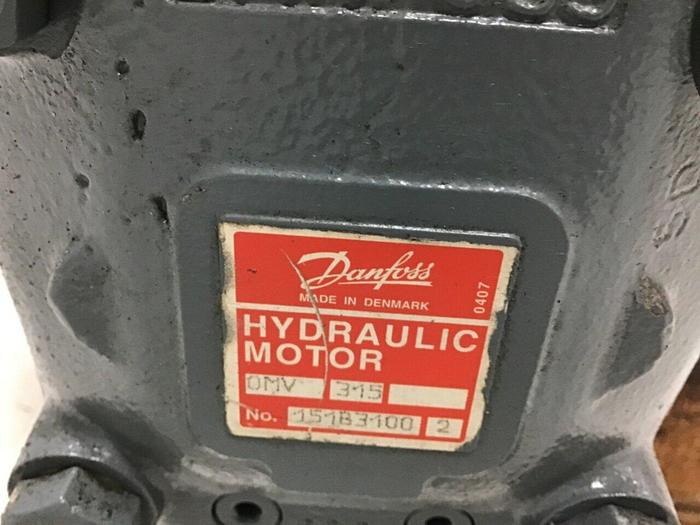 Danfoss
MADE IN DENMARK
0407
HYDRAULIC
MOTOR
OMV 315
No. 151B3100 2